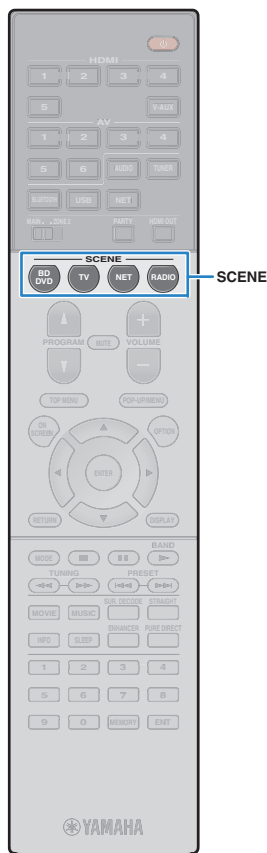 HDMI
1 2 3 4
5 V-AUX
AV
1 2 3 4
5 6 AUDIO TUNER
BLUETOOTH USB NET
MAIN ZONE2 PARTY HDMI OUT
SCENE
BD DVD TV NET RADIO
SCENE
PROGRAM MUTE VOLUME
TOP MENU POP-UP/MENU
ON SCREEN OPTION
ENTER
RETURN DISPLAY
BAND
MODE
TUNING PRESET
MOVIE MUSIC SUR. DECODE STRAIGHT
INFO SLEEP ENHANCER PURE DIRECT
1 2 3 4
5 6 7 8
9 0 MEMORY ENT
YAMAHA